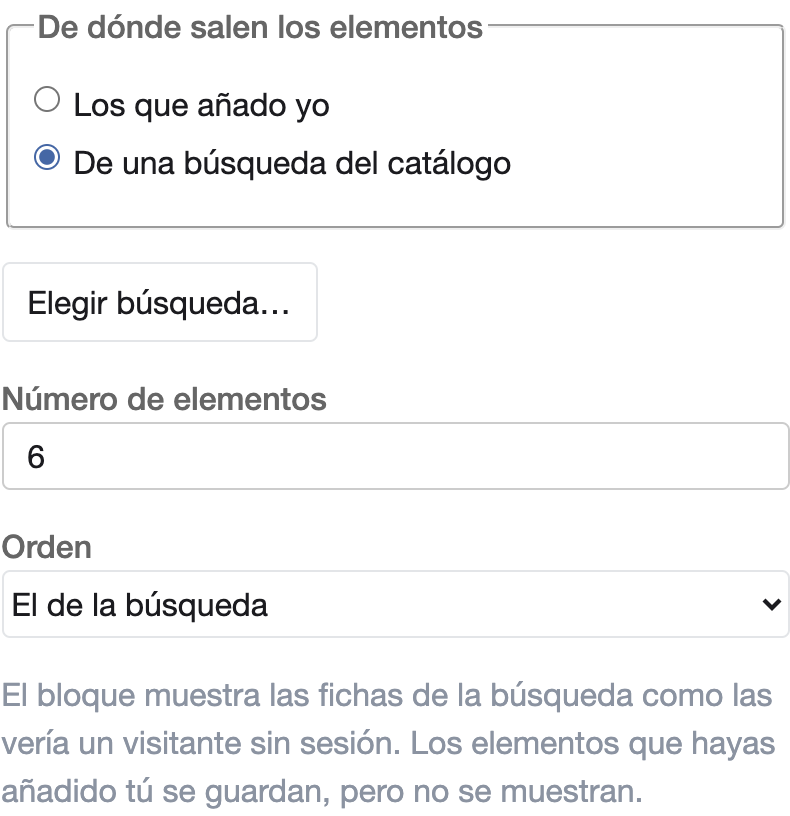 De dónde salen los elementos
Los que añado yo
De una búsqueda del catálogo
Elegir búsqueda...
Número de elementos
6
Orden
El de la búsqueda
El bloque muestra las fichas de la búsqueda como las
vería un visitante sin sesión. Los elementos que hayas
añadido tú se guardan, pero no se muestran.